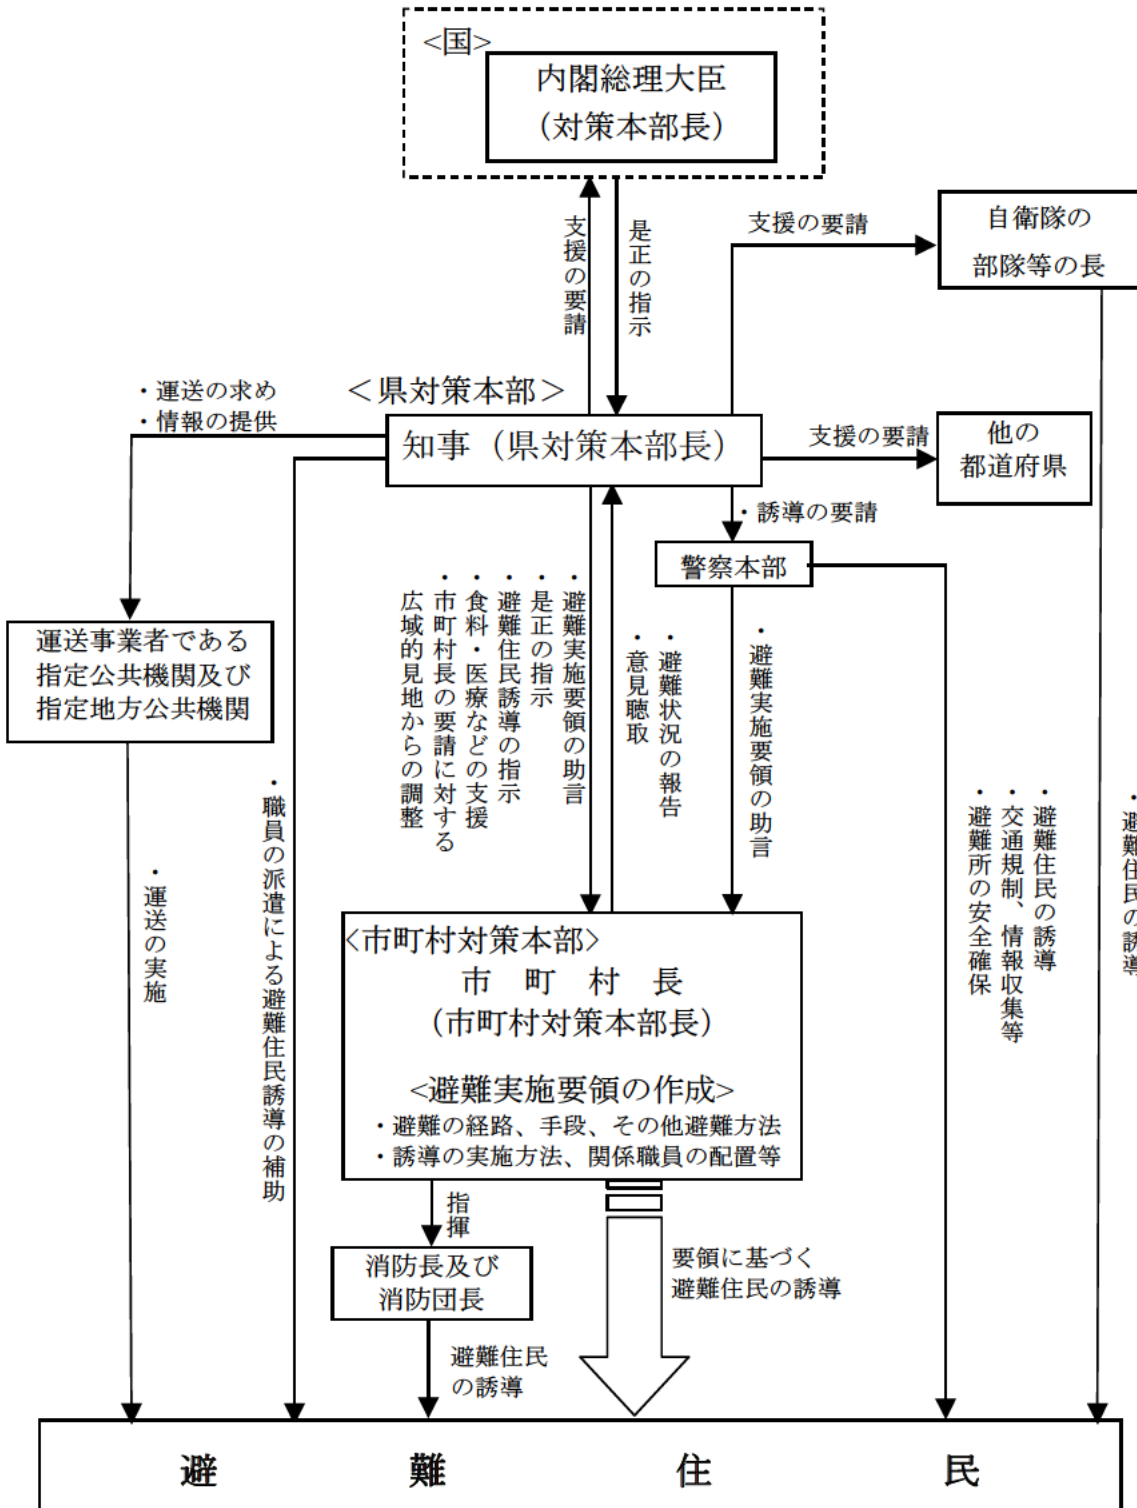 <国>
内閣総理大臣
（対策本部長）
支援の要請
是正の指示
支援の要請
自衛隊の
部隊等の長
・運送の求め
・情報の提供
＜県対策本部＞
知事（県対策本部長）
支援の要請
他の
都道府県
・誘導の要請
警察本部
運送事業者である
指定公共機関及び
指定地方公共機関
・避難実施要領の助言
・是正の指示
・避難住民誘導の指示
・食料・医療などの支援
・市町村長の要請に対する
広域的見地からの調整
・避難状況の報告
・意見聴取
・避難実施要領の助言
・避難住民の誘導
・交通規制、情報収集等
・避難所の安全確保
・避難住民の誘導
・職員の派遣による避難住民誘導の補助
・運送の実施
<市町村対策本部>
市　町　村　長
（市町村対策本部長）
<避難実施要領の作成>
・避難の経路、手段、その他避難方法
・誘導の実施方法、関係職員の配置等
指揮
消防長及び
消防団長
要領に基づく
避難住民の誘導
避難住民
の誘導
避　難　住　民